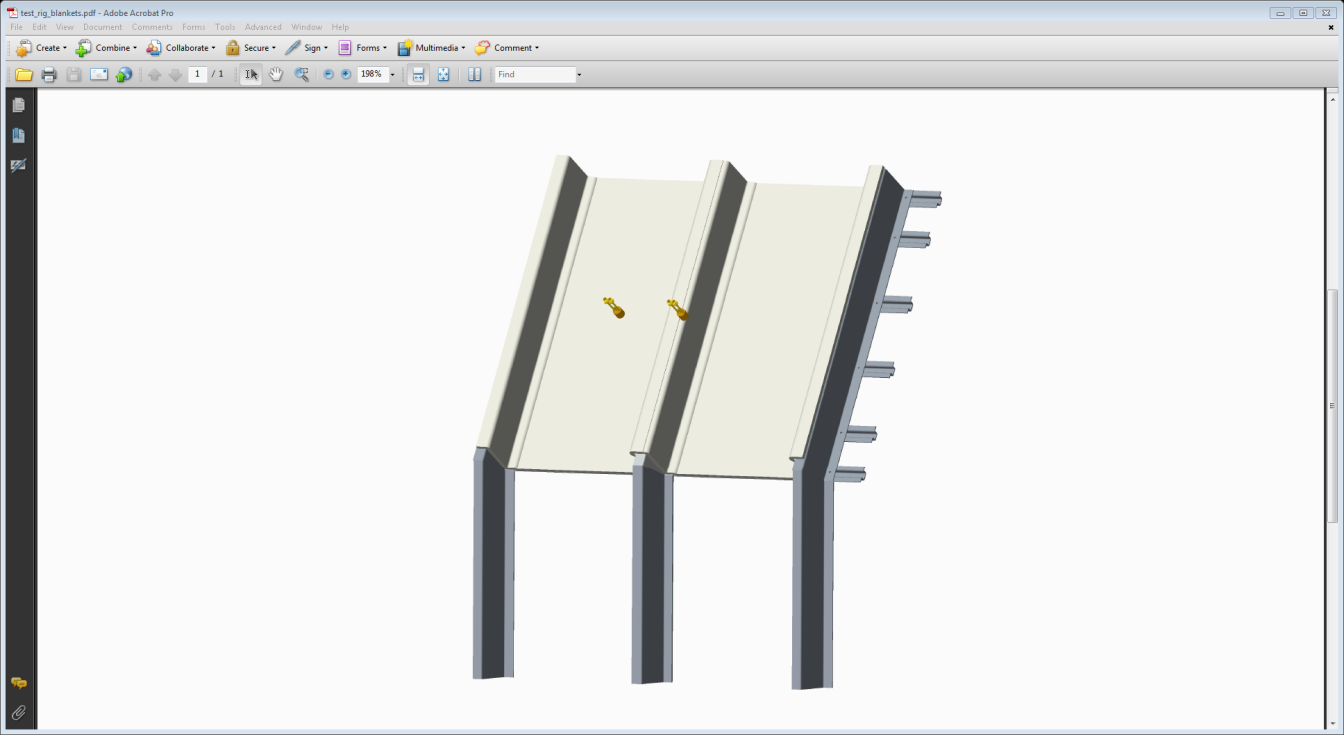 test_rig_blankets.pdf - Adobe Acrobat Pro
File Edit View Document Comments Forms Tools Advanced Window Help
Create Combine Collaborate Secure Sign Forms Multimedia Comment
1 / 1 198% Find